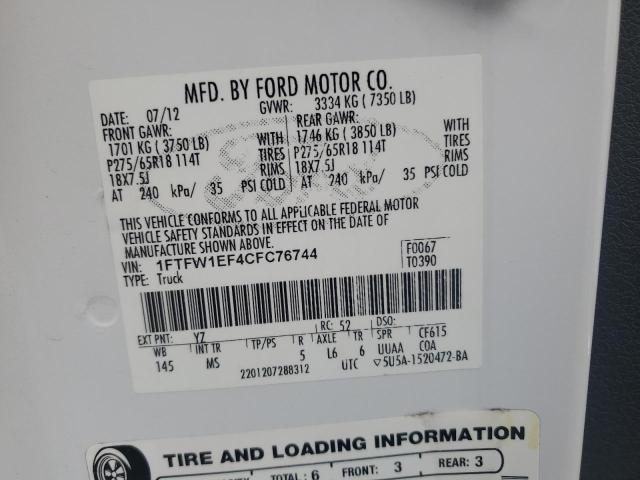 MFD. BY FORD MOTOR CO.
DATE: 07/12 GVWR: 3334 KG ( 7350 LB)
FRONT GAWR: REAR GAWR:
1701 KG ( 3750 LB) WITH 1746 KG ( 3850 LB) WITH
P275/65R18 114T TIRES P275/65R18 114T TIRES
18X7.5J RIMS 18X7.5J RIMS
AT 240 kPa/ 35 PSI COLD AT 240 kPa/ 35 PSI COLD
THIS VEHICLE CONFORMS TO ALL APPLICABLE FEDERAL MOTOR
VEHICLE SAFETY STANDARDS IN EFFECT ON THE DATE OF
MANUFACTURE SHOWN ABOVE.
VIN: 1FTFW1EF4CFC76744 F0067
TYPE: Truck T0390
EXT PNT: YZ RC: 52 DSO:
WB INT TR TP/PS R AXLE TR SPR CF615
145 MS 5 L6 6 UUAA COA
2201207288312 UTC ▽5U5A-1520472-BA
TIRE AND LOADING INFORMATION
TOTAL: 6 FRONT: 3 REAR: 3